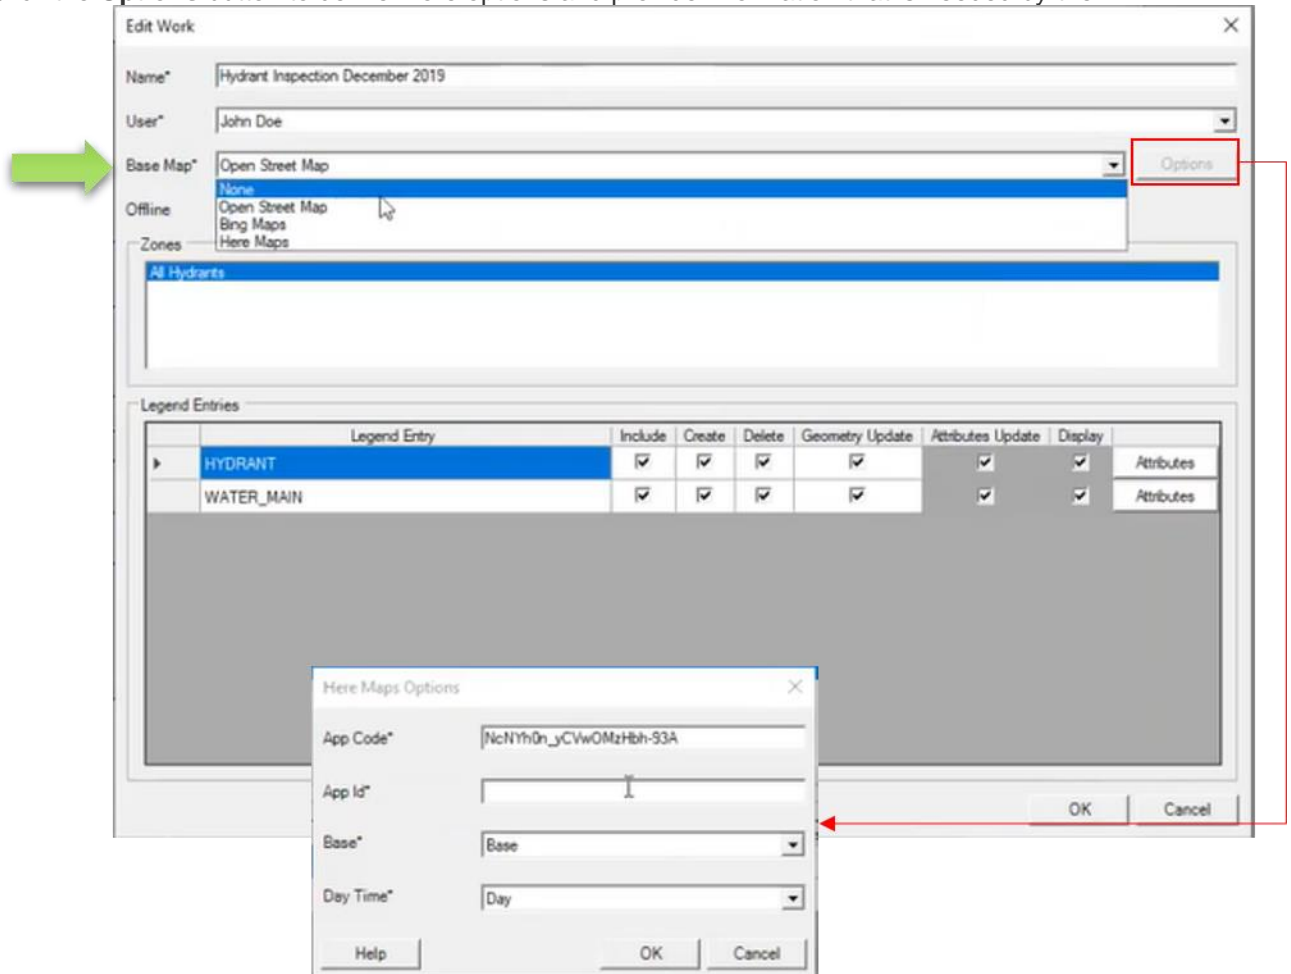 Edit Work
Name* Hydrant Inspection December 2019
User* John Doe
Base Map* Open Street Map Options
None
Offline Open Street Map
Bing Maps
Zones Here Maps
All Hydrants
Legend Entries
Legend Entry Include Create Delete Geometry Update Attributes Update Display
HYDRANT Attributes
WATER_MAIN Attributes
Here Maps Options
App Code* NcNYh0n_yCVwOMzHbh-93A
App Id*
OK Cancel
Base* Base
Day Time* Day
Help OK Cancel